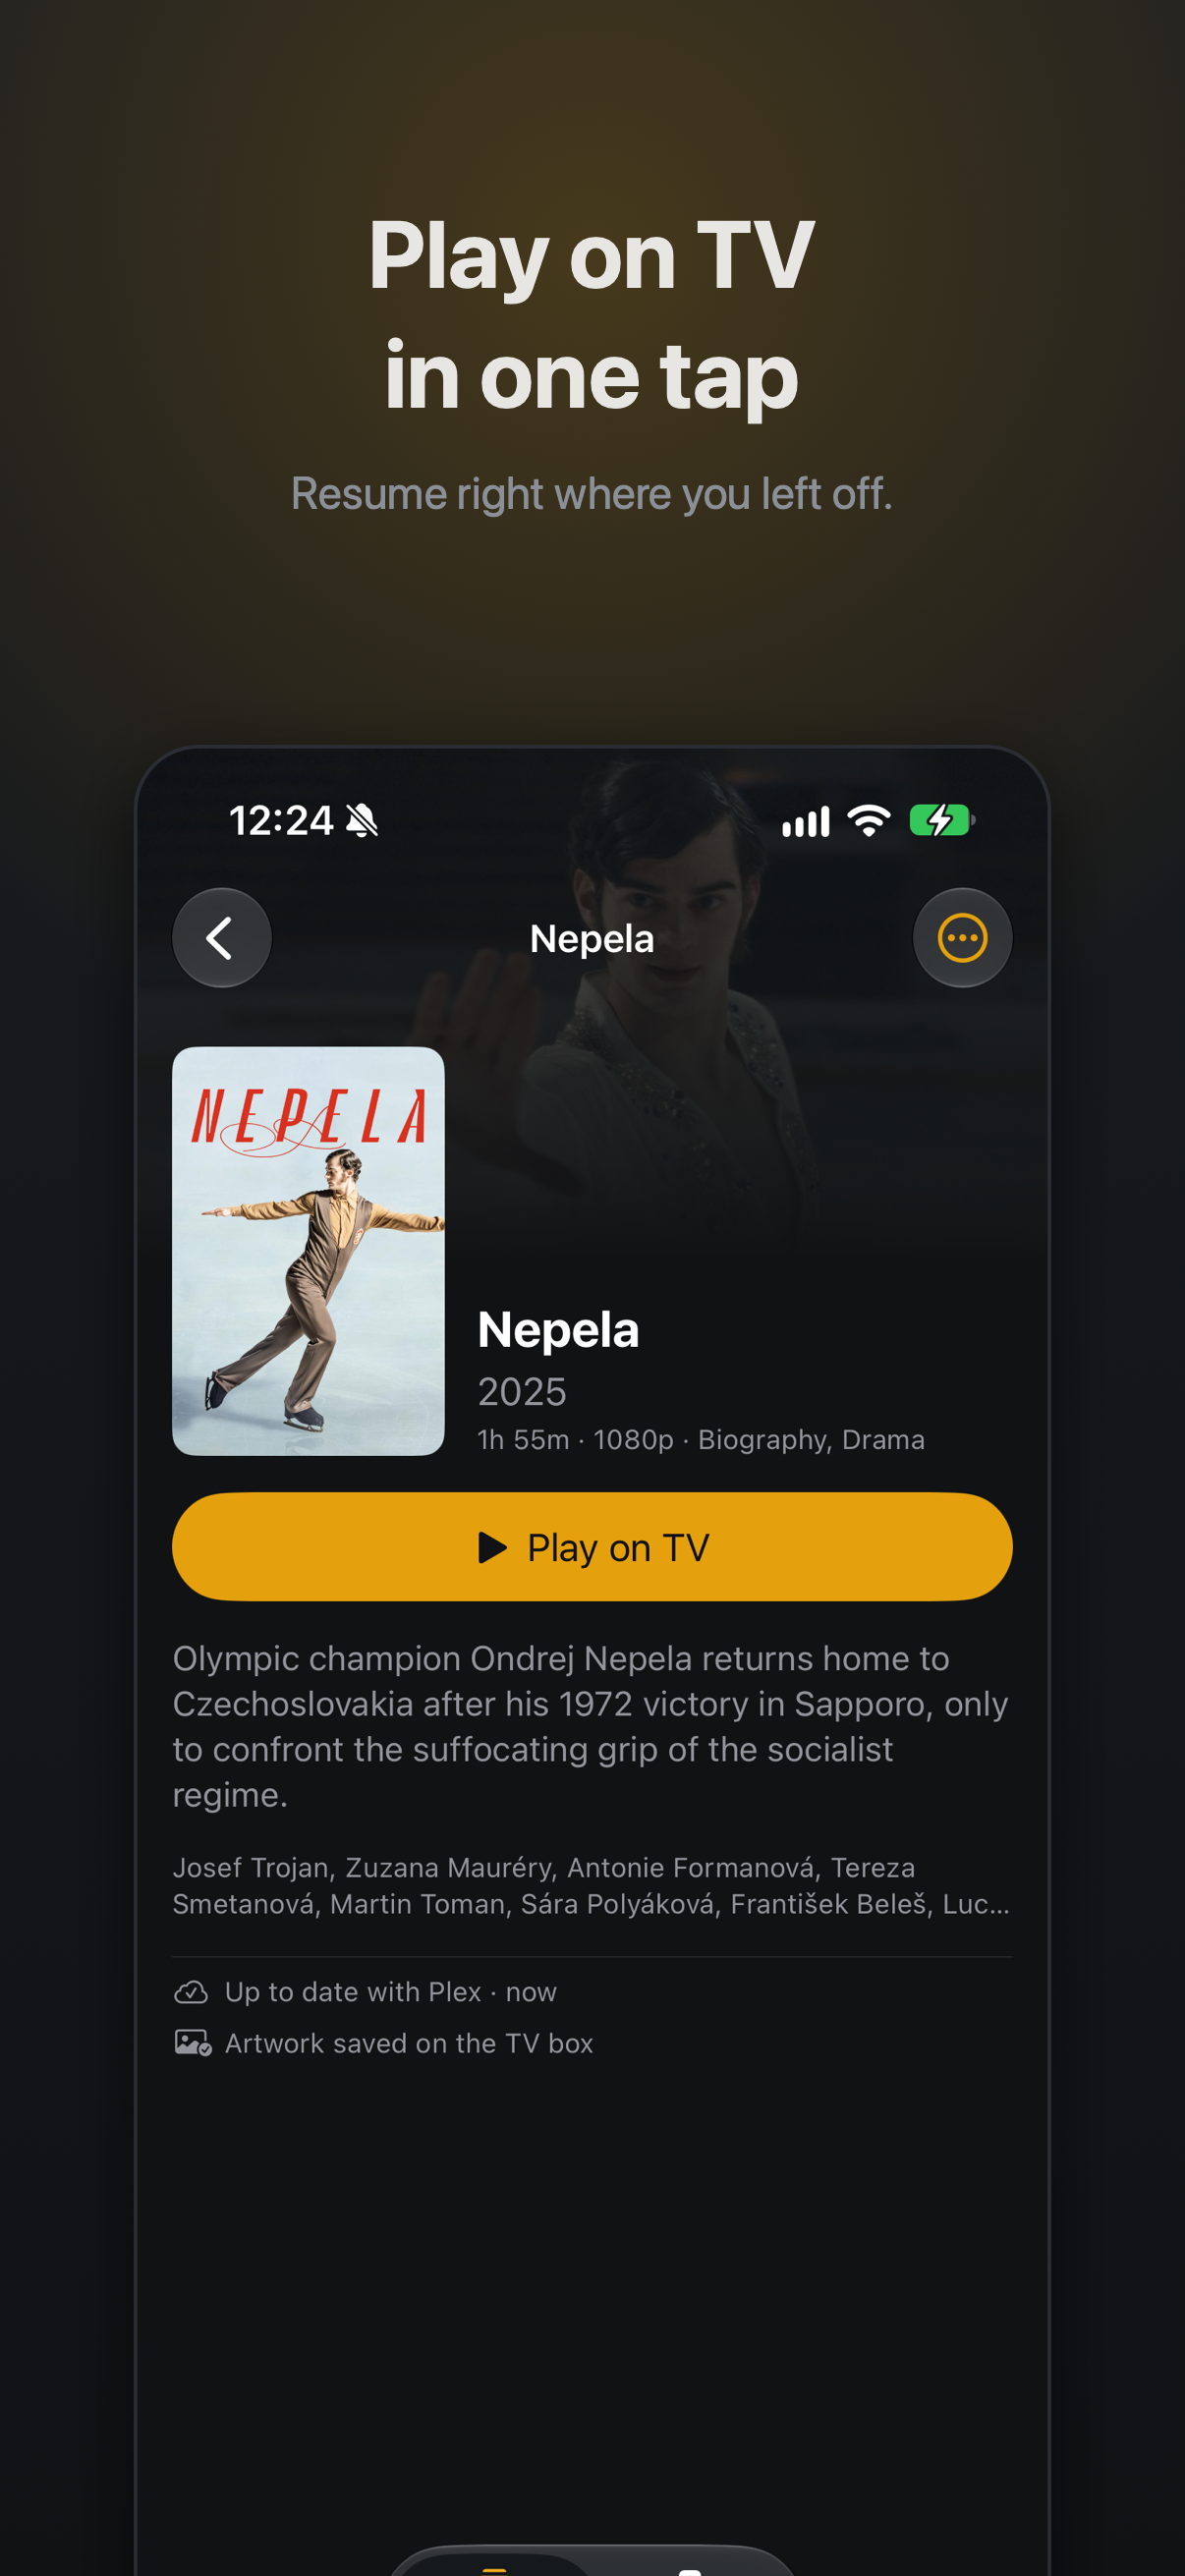 Play on TV
in one tap
Resume right where you left off.
12:24
Nepela
NEPELA
Nepela
2025
1h 55m · 1080p · Biography, Drama
Play on TV
Olympic champion Ondrej Nepela returns home to
Czechoslovakia after his 1972 victory in Sapporo, only
to confront the suffocating grip of the socialist
regime.
Josef Trojan, Zuzana Mauréry, Antonie Formanová, Tereza
Smetanová, Martin Toman, Sára Polyáková, František Beleš, Luc...
Up to date with Plex · now
Artwork saved on the TV box